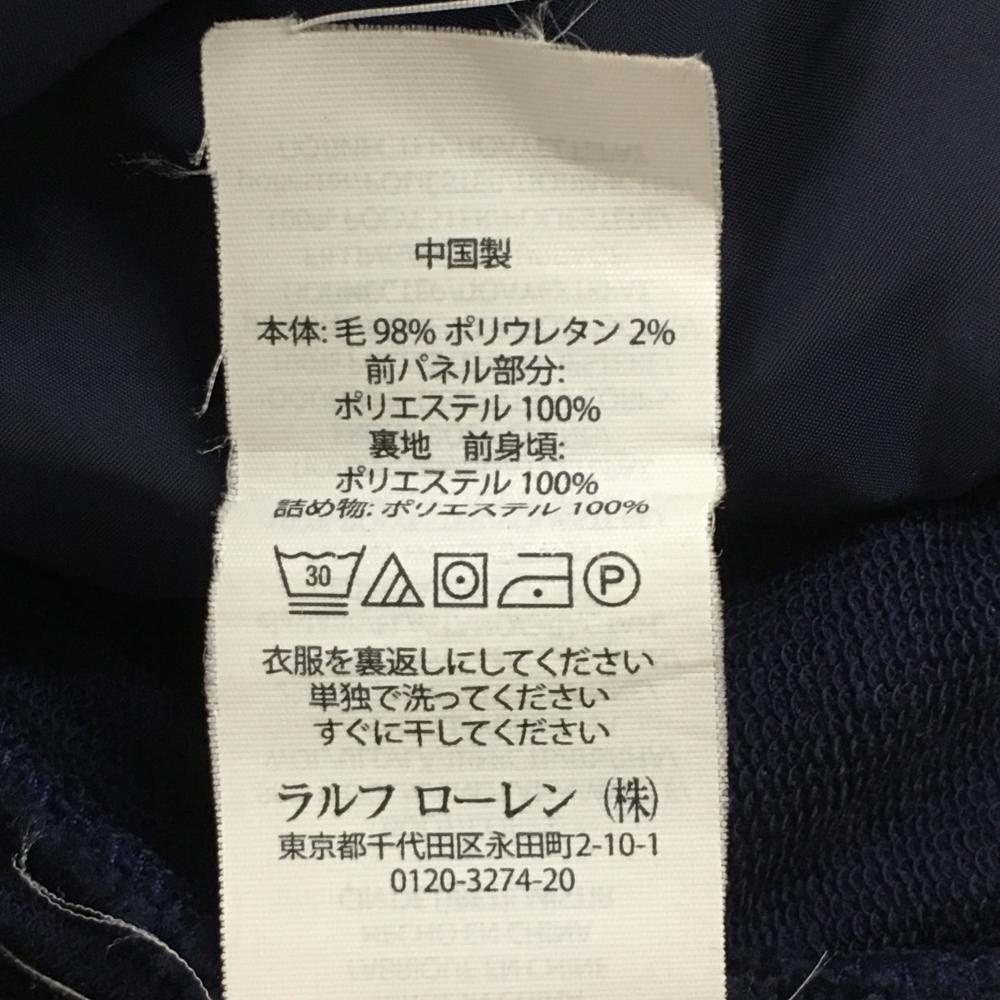 中国製
本体: 毛 98% ポリウレタン 2%
前パネル部分:
ポリエステル 100%
裏地　前身頃:
ポリエステル 100%
詰め物: ポリエステル 100%
30
P
衣服を裏返しにしてください
単独で洗ってください
すぐに干してください
ラルフ ローレン ㈱
東京都千代田区永田町2-10-1
0120-3274-20